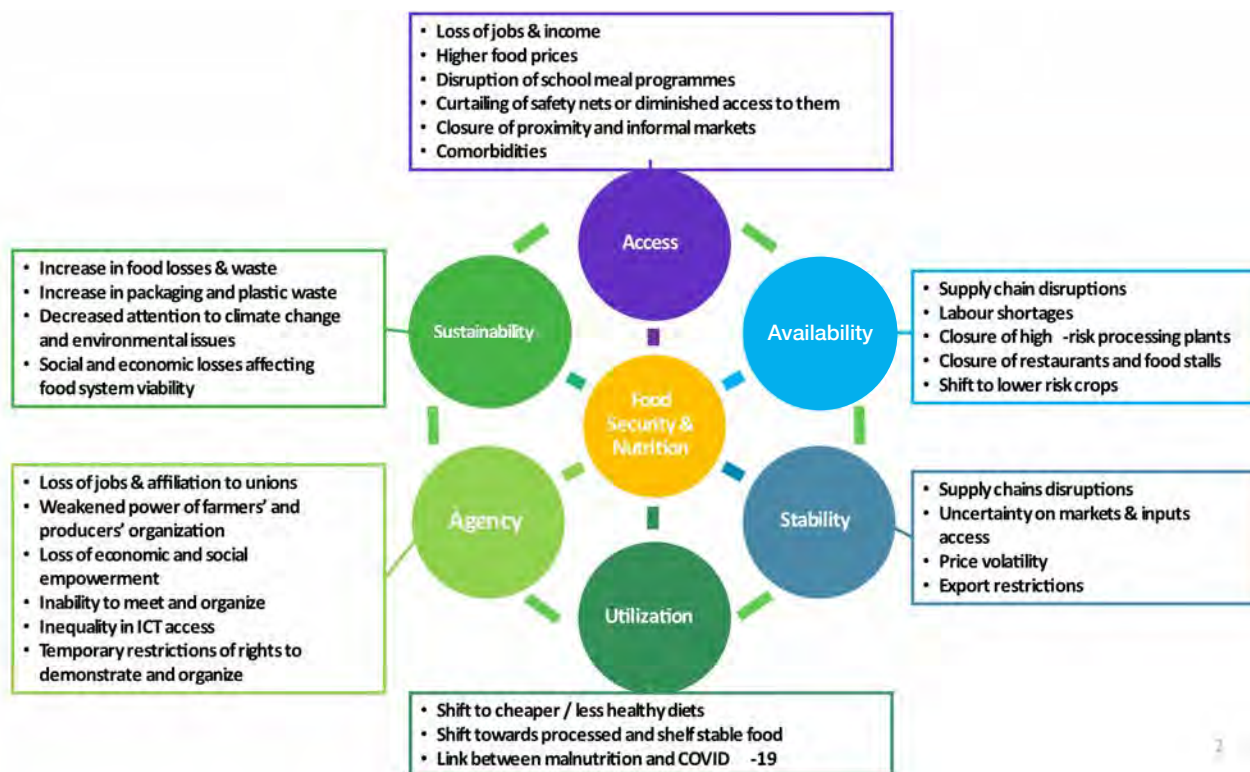 • Loss of jobs & income
• Higher food prices
• Disruption of school meal programmes
• Curtailing of safety nets or diminished access to them
• Closure of proximity and informal markets
• Comorbidities
Access
• Increase in food losses & waste
• Increase in packaging and plastic waste
• Decreased attention to climate change
and environmental issues
• Social and economic losses affecting
food system viability
Sustainability
Availability
• Supply chain disruptions
• Labour shortages
• Closure of high -risk processing plants
• Closure of restaurants and food stalls
• Shift to lower risk crops
Food
Security &
Nutrition
• Loss of jobs & affiliation to unions
• Weakened power of farmers' and
producers' organization
• Loss of economic and social
empowerment
• Inability to meet and organize
• Inequality in ICT access
• Temporary restrictions of rights to
demonstrate and organize
Agency
Stability
• Supply chains disruptions
• Uncertainty on markets & inputs
access
• Price volatility
• Export restrictions
Utilization
• Shift to cheaper / less healthy diets
• Shift towards processed and shelf stable food
• Link between malnutrition and COVID -19
2